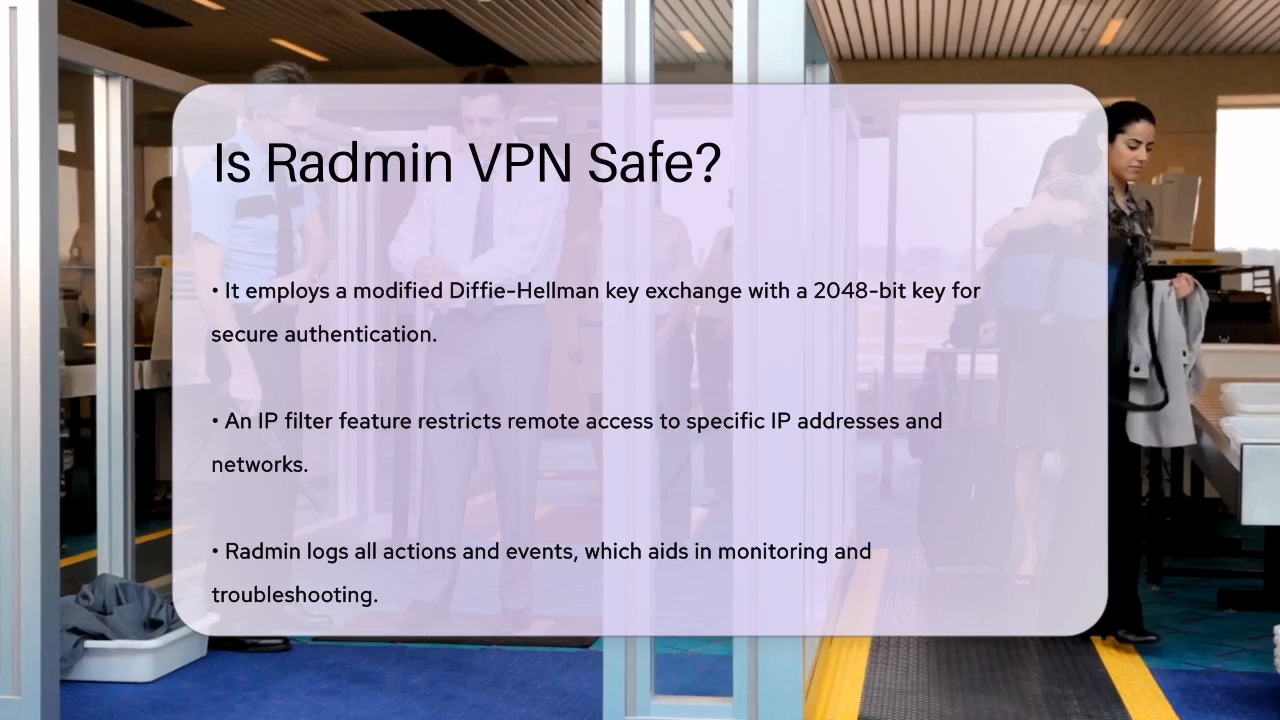 Is Radmin VPN Safe?
• It employs a modified Diffie-Hellman key exchange with a 2048-bit key for
secure authentication.
• An IP filter feature restricts remote access to specific IP addresses and
networks.
• Radmin logs all actions and events, which aids in monitoring and
troubleshooting.